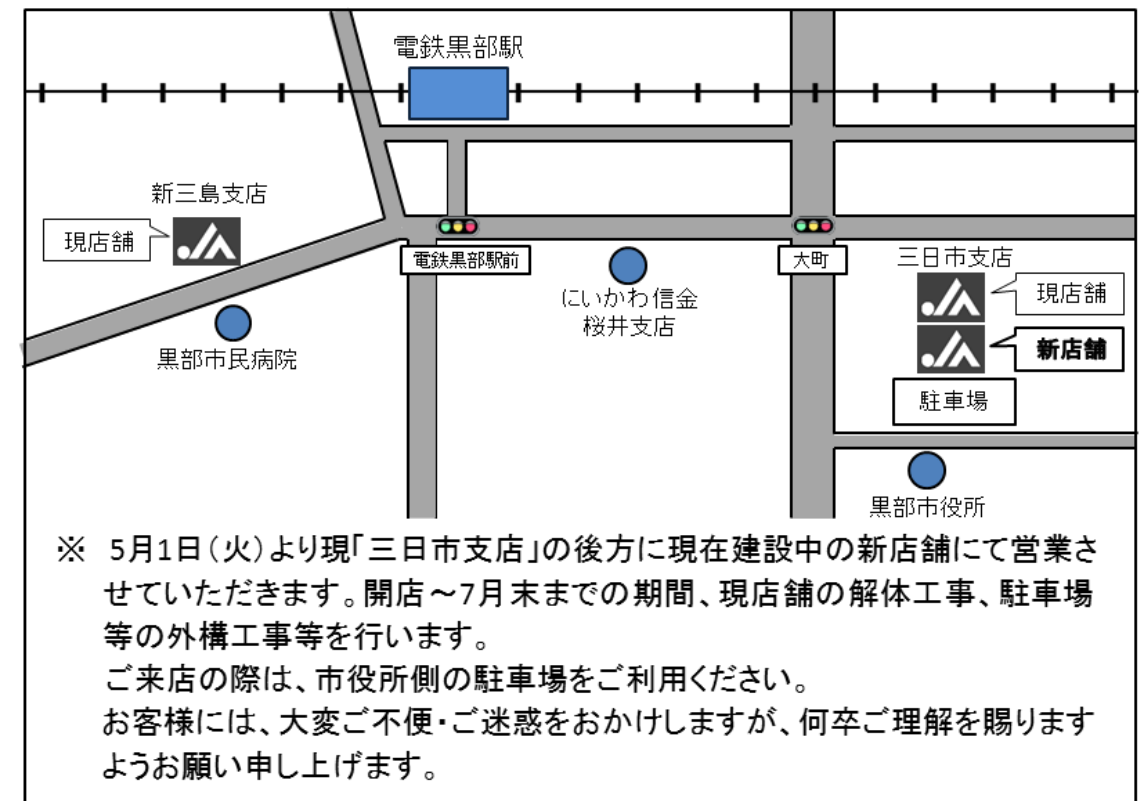 電鉄黒部駅
新三島支店
現店舗
電鉄黒部駅前
大町
三日市支店
にいかわ信金
桜井支店
現店舗
新店舗
黒部市民病院
駐車場
黒部市役所
※ 5月1日(火)より現「三日市支店」の後方に現在建設中の新店舗にて営業さ
せていただきます。開店～7月末までの期間、現店舗の解体工事、駐車場
等の外構工事等を行います。
ご来店の際は、市役所側の駐車場をご利用ください。
お客様には、大変ご不便・ご迷惑をおかけしますが、何卒ご理解を賜ります
ようお願い申し上げます。